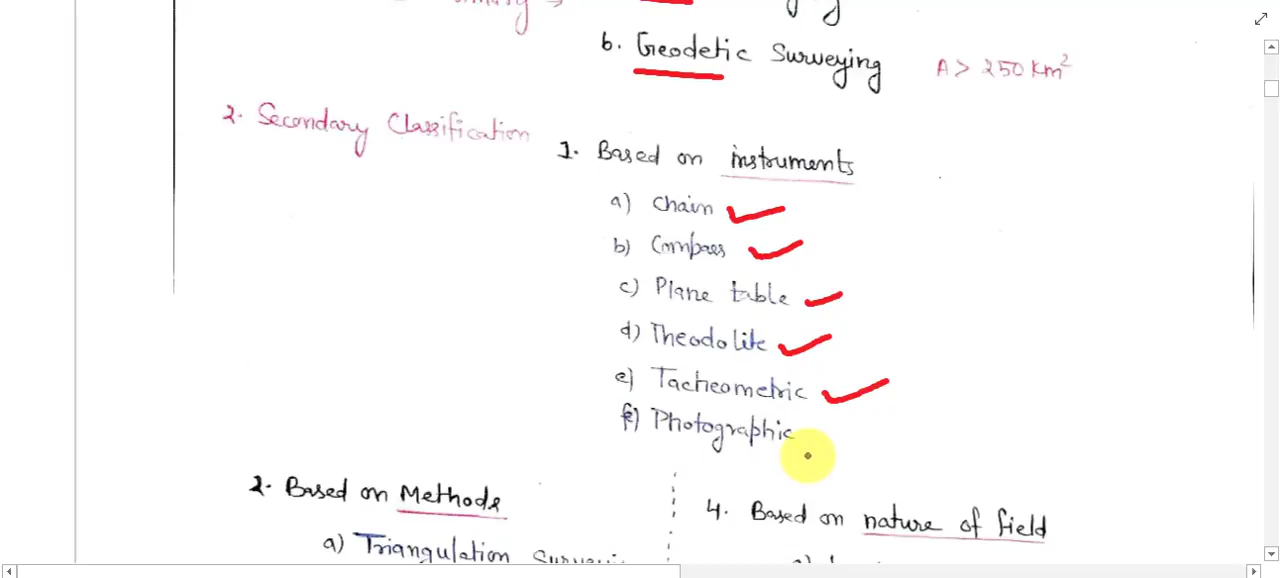 b. Geodetic Surveying A > 250 Km²
2. Secondary Classification
1. Based on instruments
a) Chain
b) Compass
c) Plane table
d) Theodolite
e) Tacheometric
f) Photographic
2. Based on Methods
4. Based on nature of field
a) Triangulation